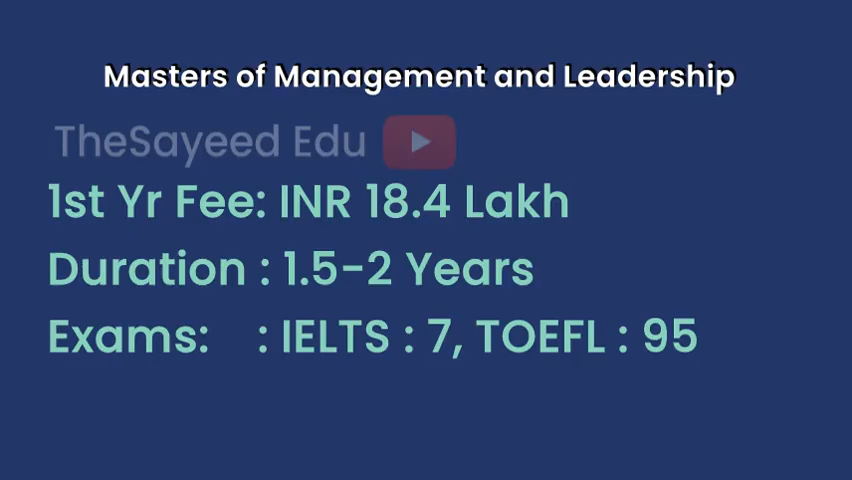 Masters of Management and Leadership
TheSayeed Edu
1st Yr Fee: INR 18.4 Lakh
Duration : 1.5-2 Years
Exams: : IELTS : 7, TOEFL : 95